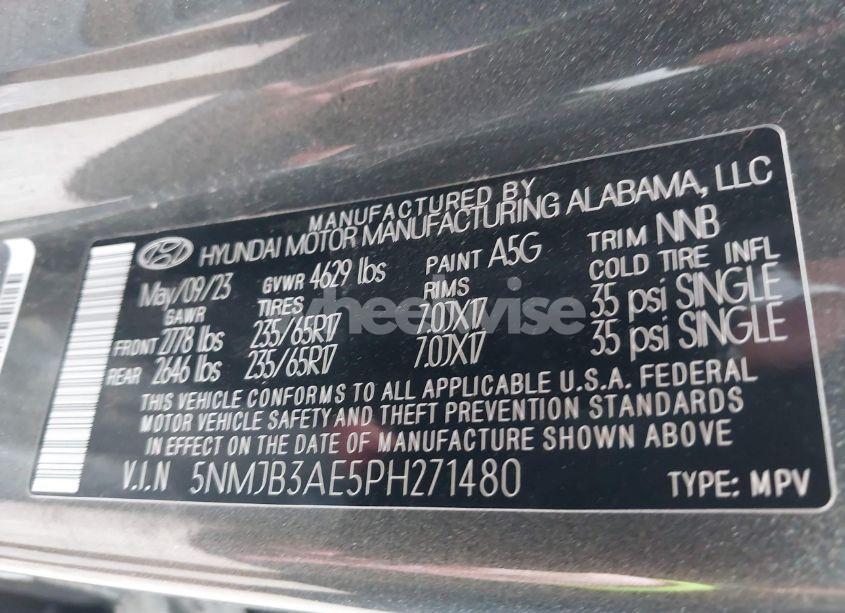 MANUFACTURED BY
HYUNDAI MOTOR MANUFACTURING ALABAMA, LLC
May/09/23 GVWR 4629 lbs PAINT A5G TRIM NNB
GAWR TIRES RIMS COLD TIRE INFL
FRONT 2778 lbs 235/65R17 7.0JX17 35 psi SINGLE
REAR 2646 lbs 235/65R17 7.0JX17 35 psi SINGLE
THIS VEHICLE CONFORMS TO ALL APPLICABLE U.S.A. FEDERAL
MOTOR VEHICLE SAFETY AND THEFT PREVENTION STANDARDS
IN EFFECT ON THE DATE OF MANUFACTURE SHOWN ABOVE
V.I.N 5NMJB3AE5PH271480 TYPE: MPV
wheelwise